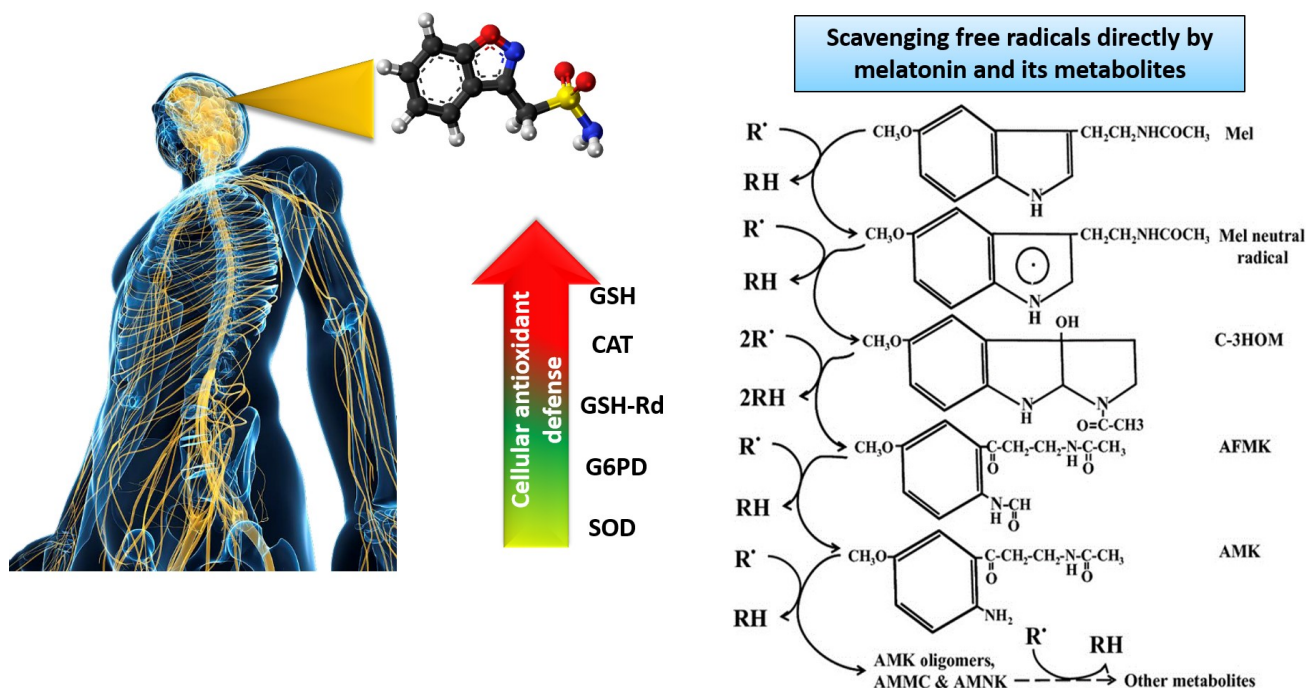 Scavenging free radicals directly by
melatonin and its metabolites
Cellular antioxidant
defense
GSH
CAT
GSH-Rd
G6PD
SOD
R•
RH
CH₃O
CH₂CH₂NHCOCH₃
N
H
Mel
R•
RH
CH₃O
CH₂CH₂NHCOCH₃
•
N
H
Mel neutral
radical
2R•
2RH
CH₃O
OH
N
H
N
O=C-CH3
C-3HOM
R•
RH
CH₃O
C-CH₂-CH₂-N-C-CH₃
O H O
N-CH
H O
AFMK
R•
RH
CH₃O
C-CH₂-CH₂-N-C-CH₃
O H O
NH₂
AMK
R•
RH
AMK oligomers,
AMMC & AMNK
Other metabolites